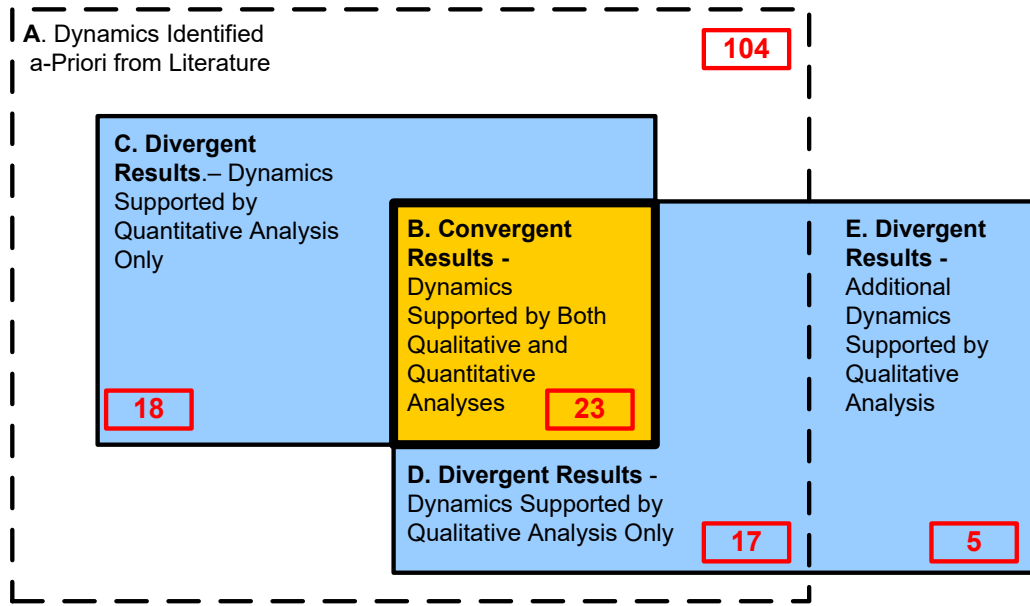 A. Dynamics Identified
a-Priori from Literature
104
C. Divergent
Results.– Dynamics
Supported by
Quantitative Analysis
Only
18
B. Convergent
Results -
Dynamics
Supported by Both
Qualitative and
Quantitative
Analyses
23
D. Divergent Results -
Dynamics Supported by
Qualitative Analysis Only
17
E. Divergent
Results -
Additional
Dynamics
Supported by
Qualitative
Analysis
5